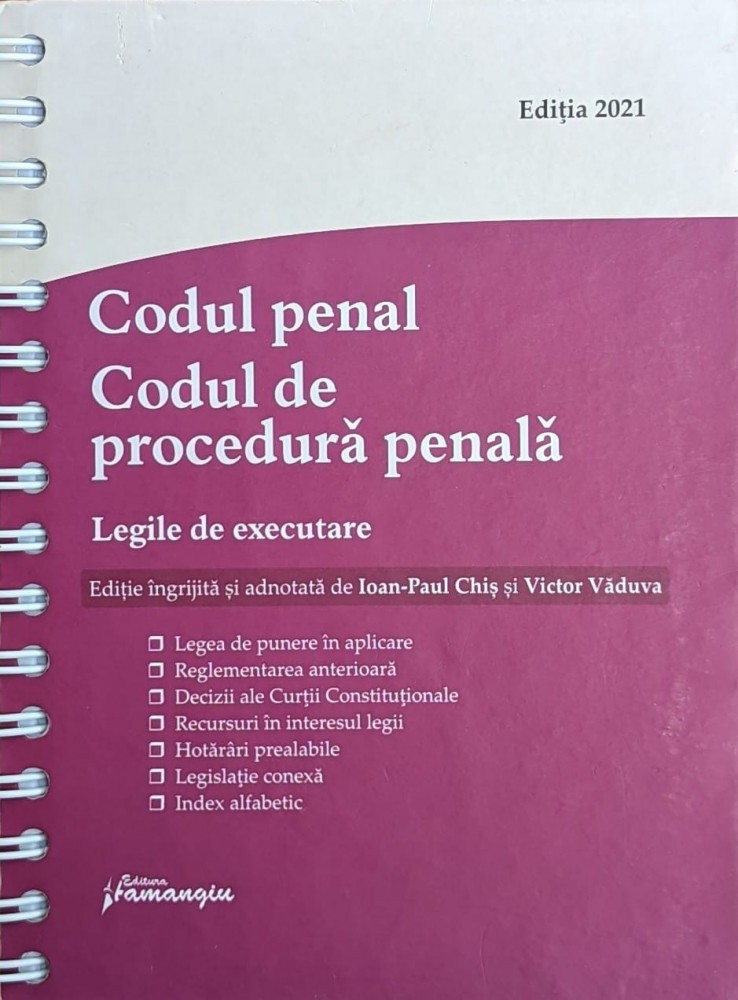 Ediția 2021
Codul penal
Codul de
procedură penală
Legile de executare
Ediție îngrijită și adnotată de Ioan-Paul Chiș și Victor Văduva
Legea de punere în aplicare
Reglementarea anterioară
Decizii ale Curții Constituționale
Recursuri în interesul legii
Hotărâri prealabile
Legislație conexă
Index alfabetic
Editura
Hamangiu